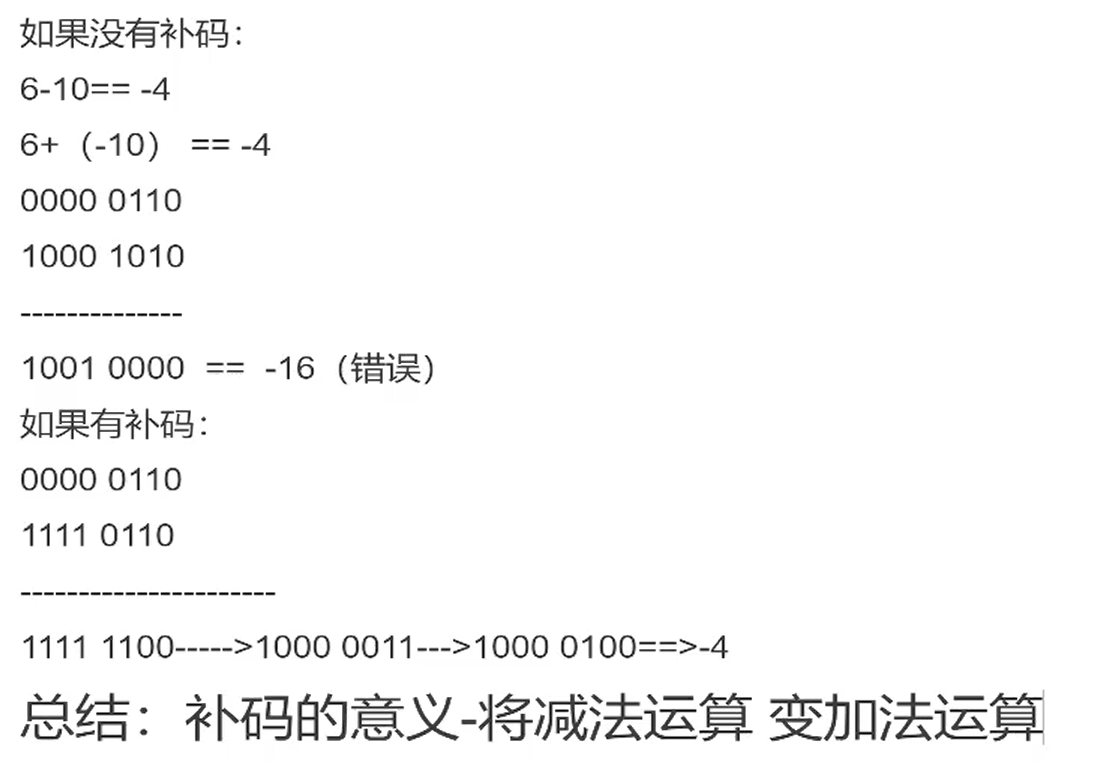 如果没有补码：
6-10== -4
6+（-10） == -4
0000 0110
1000 1010
--------------
1001 0000  ==  -16（错误）
如果有补码：
0000 0110
1111 0110
----------------------
1111 1100----->1000 0011--->1000 0100==>-4
总结：补码的意义-将减法运算 变加法运算